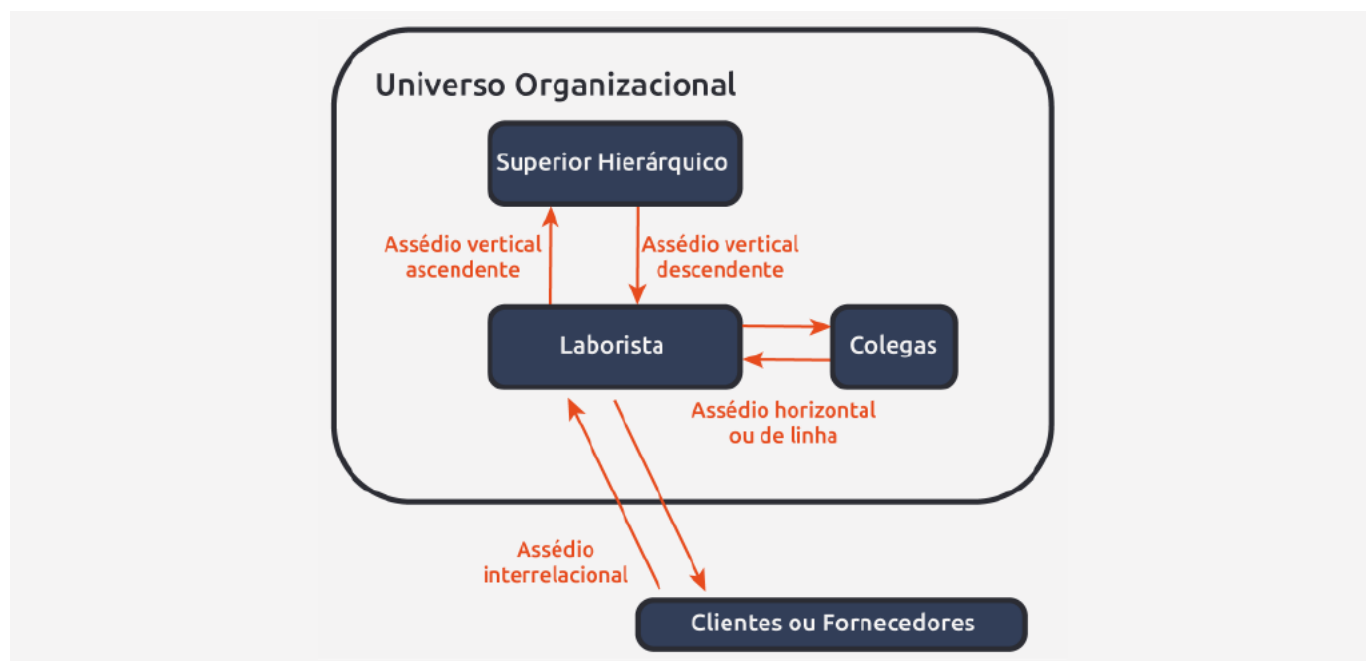 Universo Organizacional
Superior Hierárquico
Assédio vertical
ascendente
Assédio vertical
descendente
Laborista
Colegas
Assédio horizontal
ou de linha
Assédio
interrelacional
Clientes ou Fornecedores